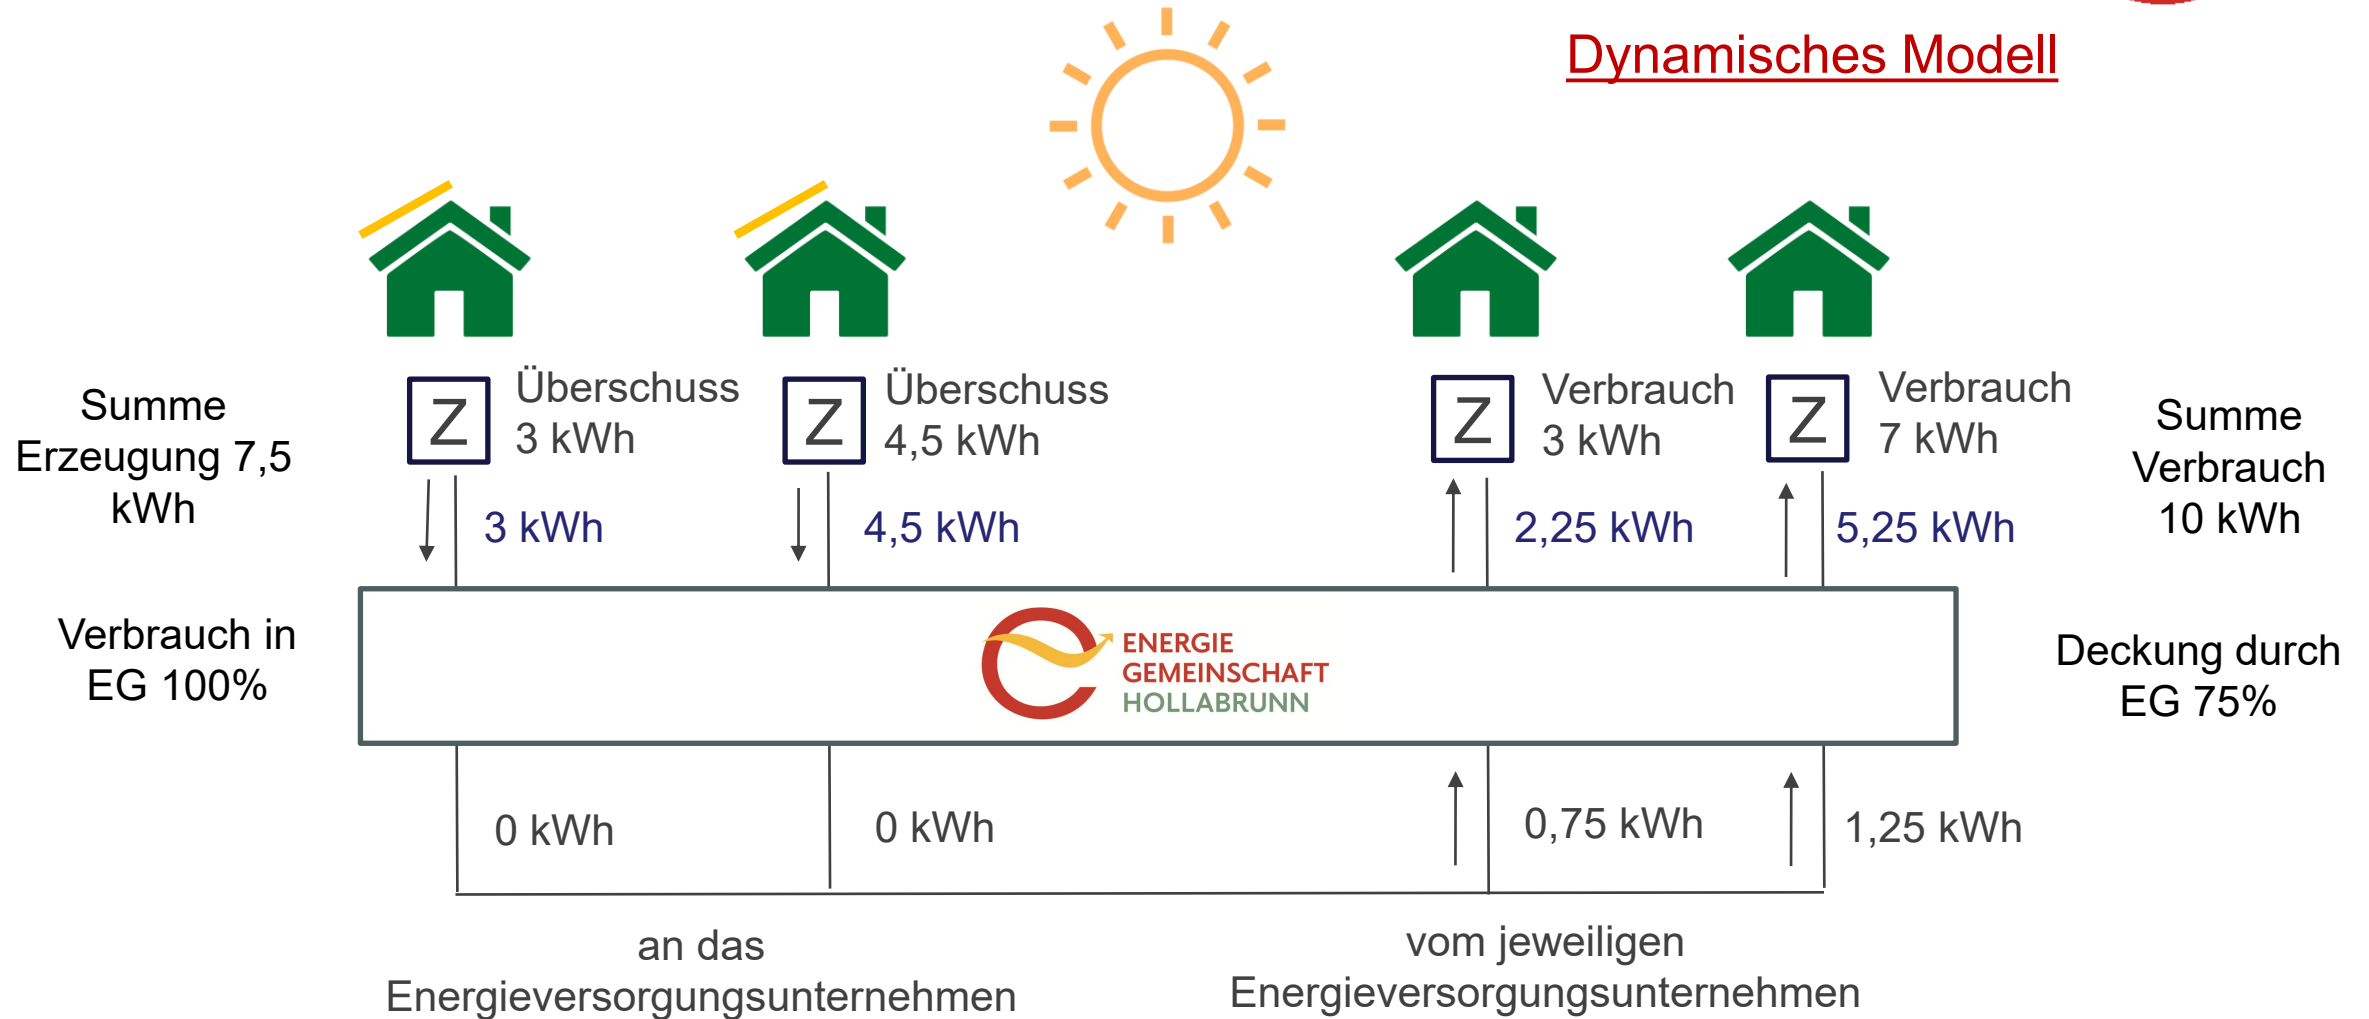 Dynamisches Modell
Summe
Erzeugung 7,5
kWh
Z
Überschuss
3 kWh
Z
Überschuss
4,5 kWh
Z
Verbrauch
3 kWh
Z
Verbrauch
7 kWh
Summe
Verbrauch
10 kWh
3 kWh
4,5 kWh
2,25 kWh
5,25 kWh
Verbrauch in
EG 100%
ENERGIE
GEMEINSCHAFT
HOLLABRUNN
Deckung durch
EG 75%
0 kWh
0 kWh
0,75 kWh
1,25 kWh
an das
Energieversorgungsunternehmen
vom jeweiligen
Energieversorgungsunternehmen